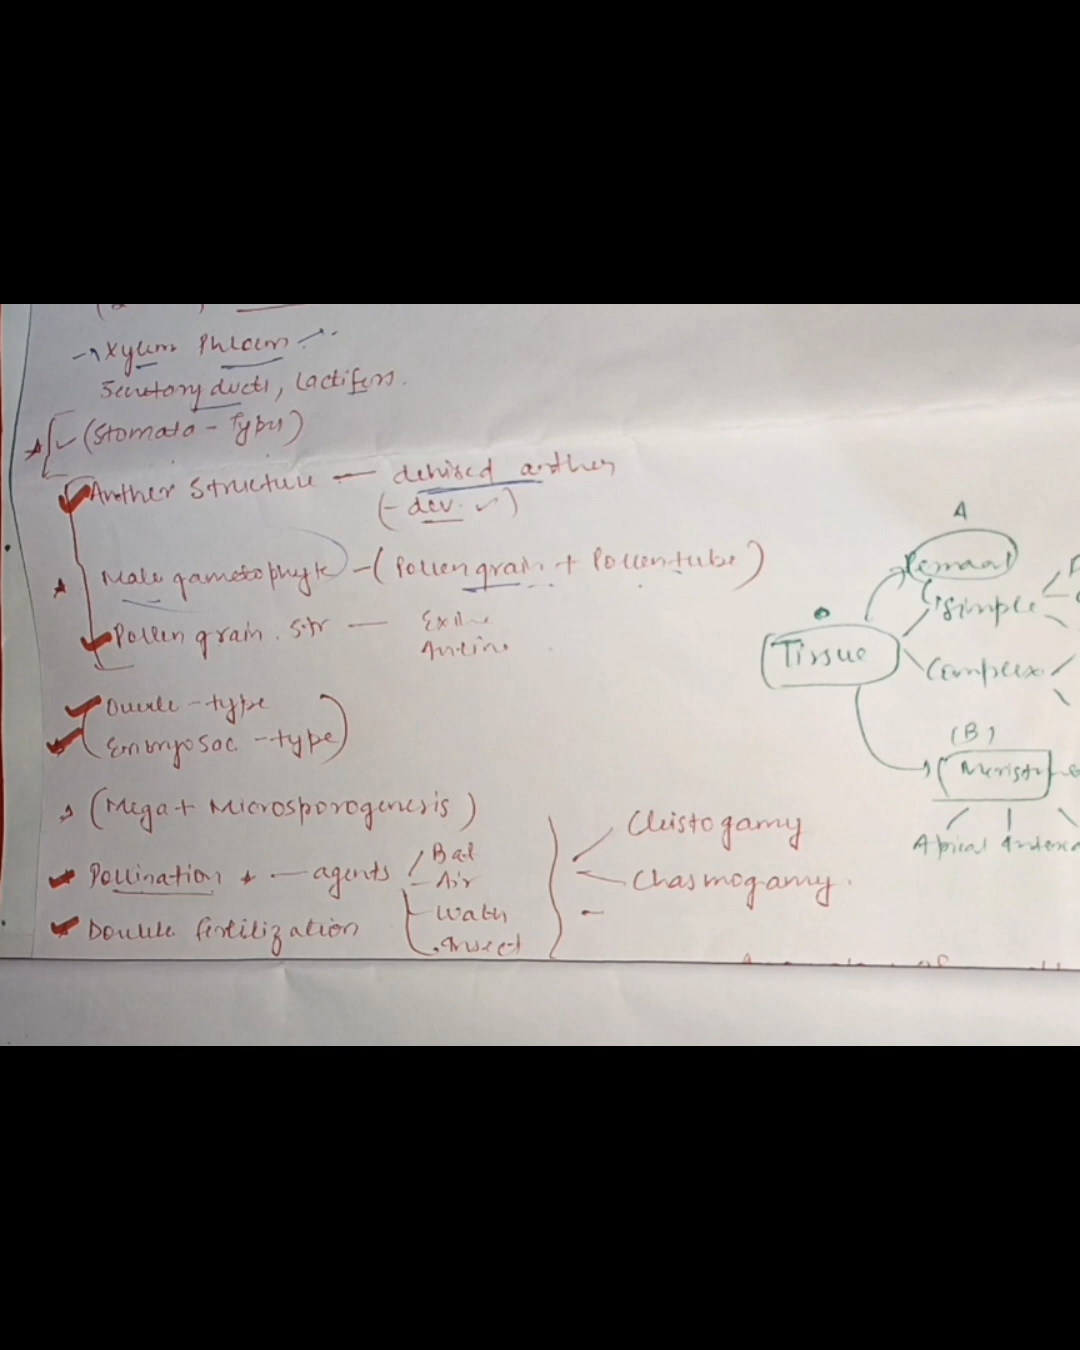 → Xylem Phloem
Secretory ducts, Lactifers.
(Stomata - Types)
Anther Structure — dehised anther
(- dev. ✓)
Male gametophyte - (Pollen grain + Pollen tube)
Pollen grain. Str — Exine
Intine
Ovule - type
Embryosac - type
(Mega + Microsporogenesis)
Pollination — agents
Bat
Air
Water
Insect
Double fertilization
Cleistogamy
Chasmogamy.
A
Simple
Tissue
Complex
(B)
Apical